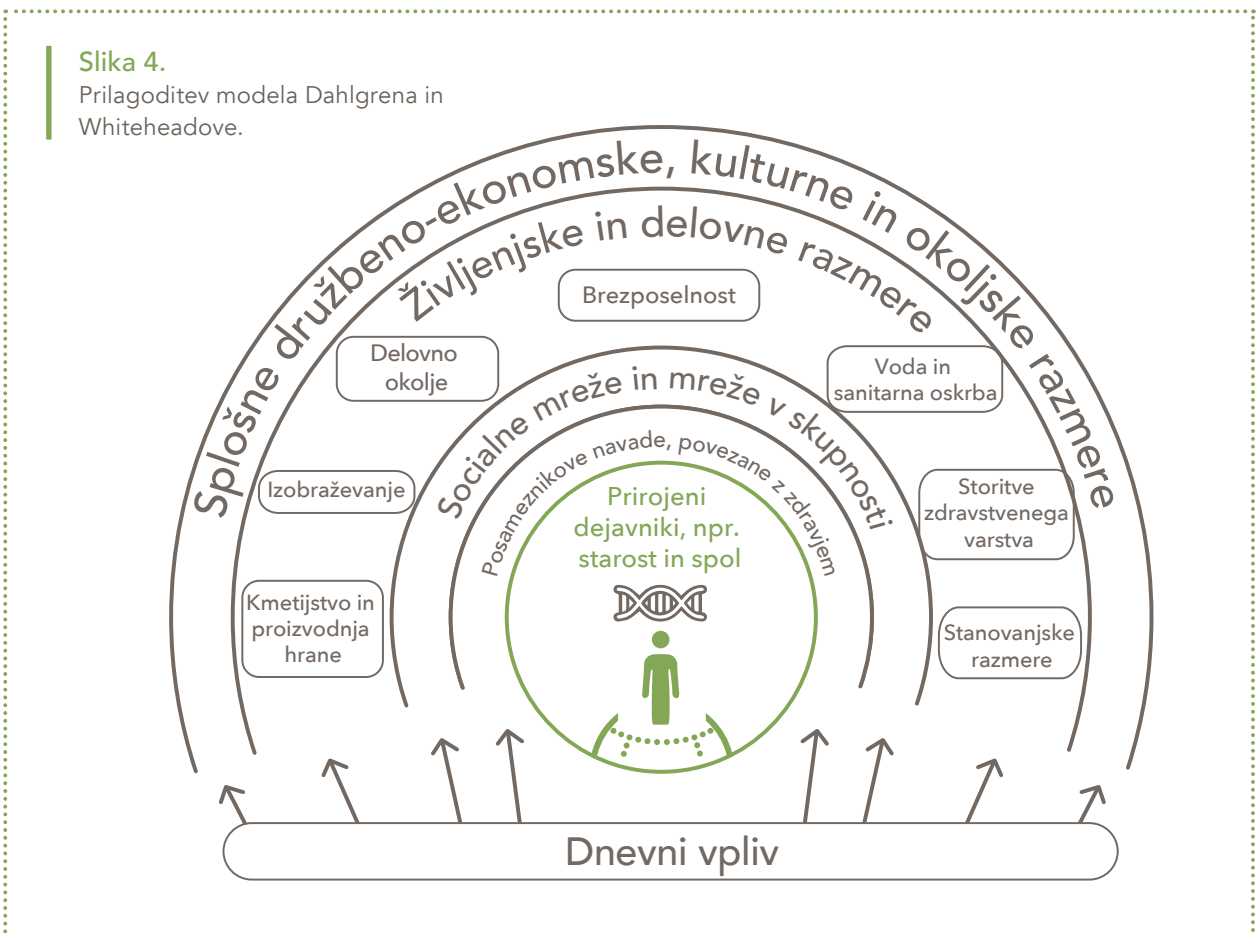 Slika 4.
Prilagoditev modela Dahlgrena in
Whiteheadove.
Splošne družbeno-ekonomske, kulturne in okoljske razmere
Življenjske in delovne razmere
Brezposelnost
Delovno
okolje
Voda in
sanitarna oskrba
Socialne mreže in mreže v skupnosti
Posameznikove navade, povezane z zdravjem
Izobraževanje
Prirojeni
dejavniki, npr.
starost in spol
Storitve
zdravstvenega
varstva
Kmetijstvo in
proizvodnja
hrane
Stanovanjske
razmere
Dnevni vpliv